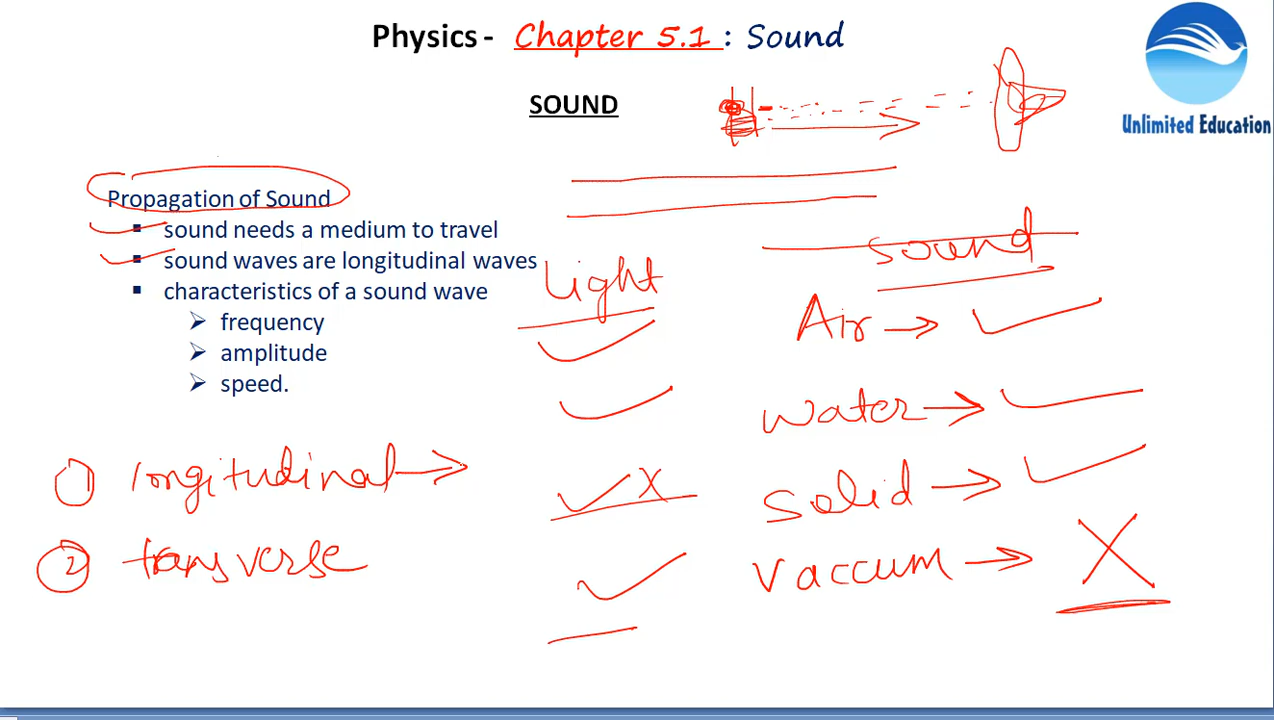 Physics - Chapter 5.1 : Sound
SOUND
Unlimited Education
Propagation of Sound
▪ sound needs a medium to travel
▪ sound waves are longitudinal waves
▪ characteristics of a sound wave
➢ frequency
➢ amplitude
➢ speed.
① longitudinal →
② transverse
Light
✓
✓
✓ X
✓
sound
Air → ✓
water → ✓
solid → ✓
vaccum → X